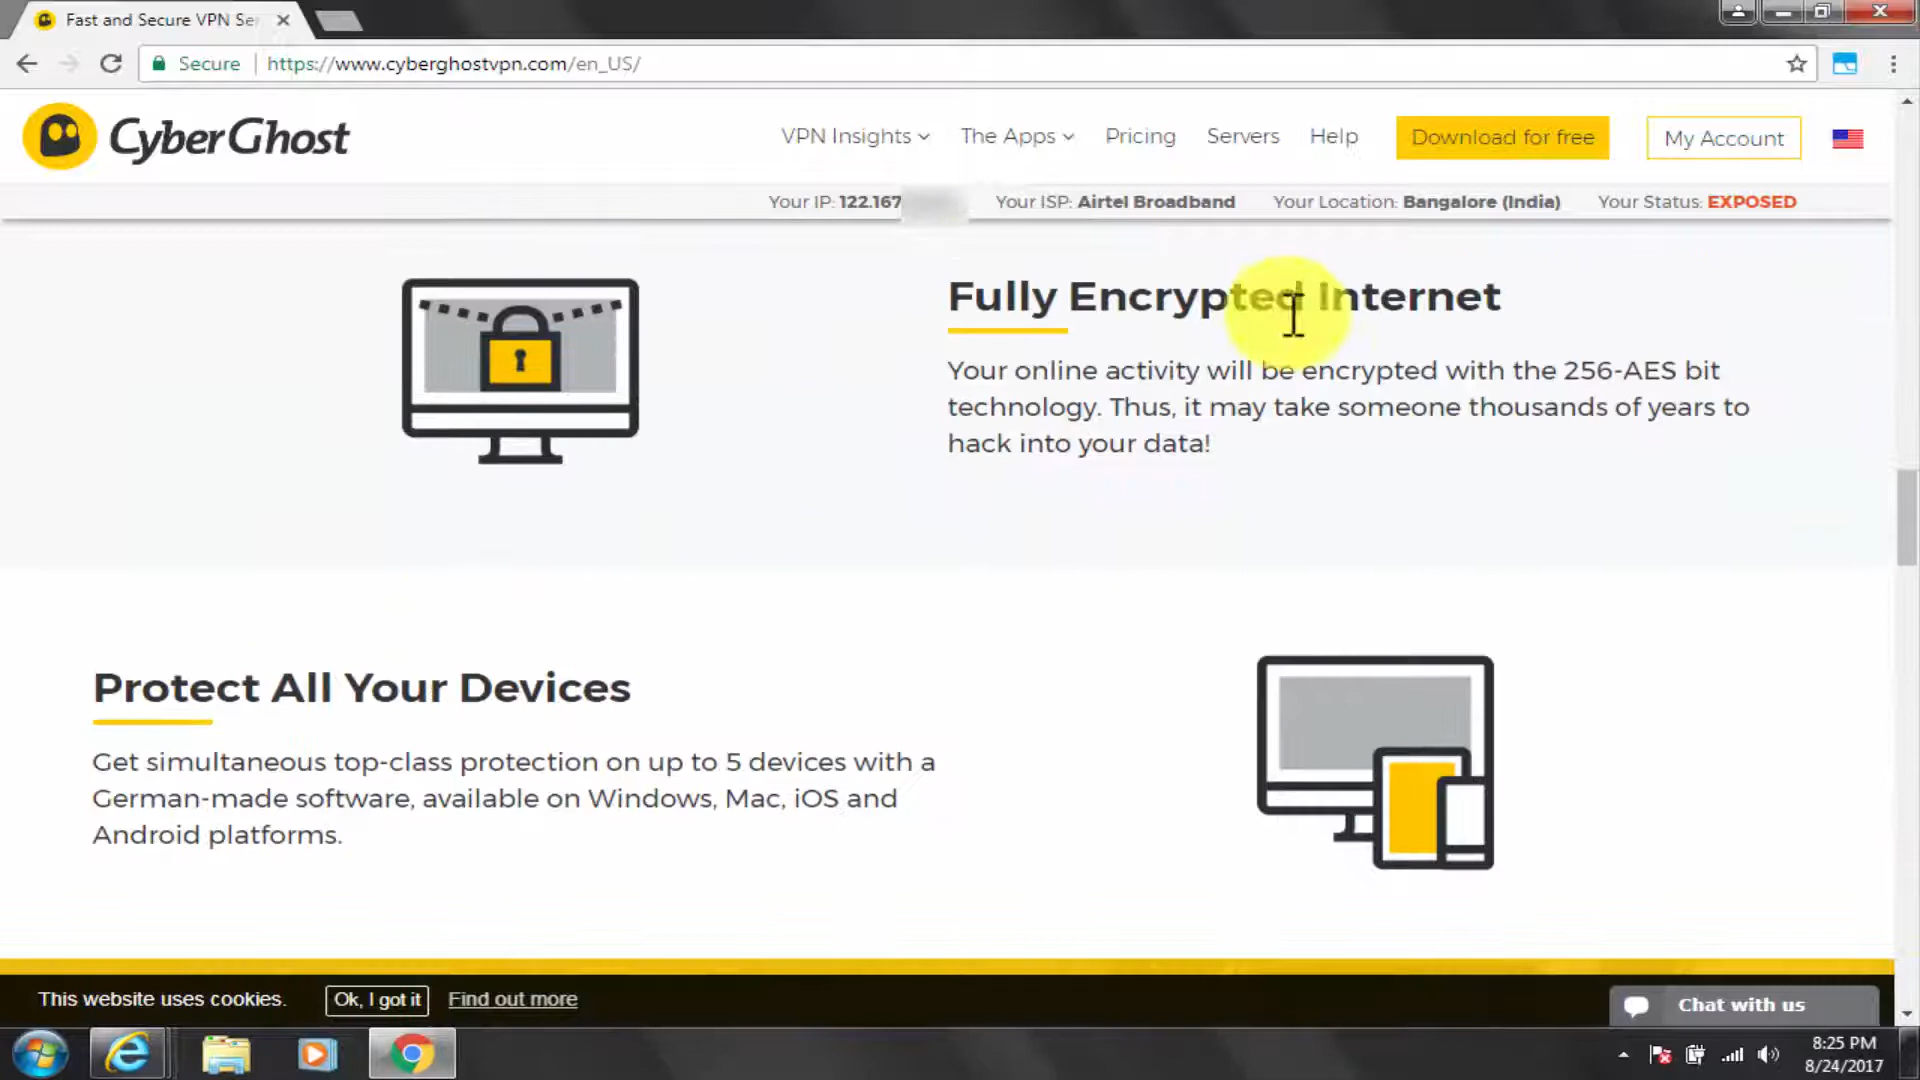 Fast and Secure VPN Se
Secure https://www.cyberghostvpn.com/en_US/
CyberGhost VPN Insights The Apps Pricing Servers Help Download for free My Account
Your IP: 122.167 Your ISP: Airtel Broadband Your Location: Bangalore (India) Your Status: EXPOSED
Fully Encrypted Internet
Your online activity will be encrypted with the 256-AES bit
technology. Thus, it may take someone thousands of years to
hack into your data!
Protect All Your Devices
Get simultaneous top-class protection on up to 5 devices with a
German-made software, available on Windows, Mac, iOS and
Android platforms.
This website uses cookies. Ok, I got it Find out more
Chat with us
8:25 PM
8/24/2017